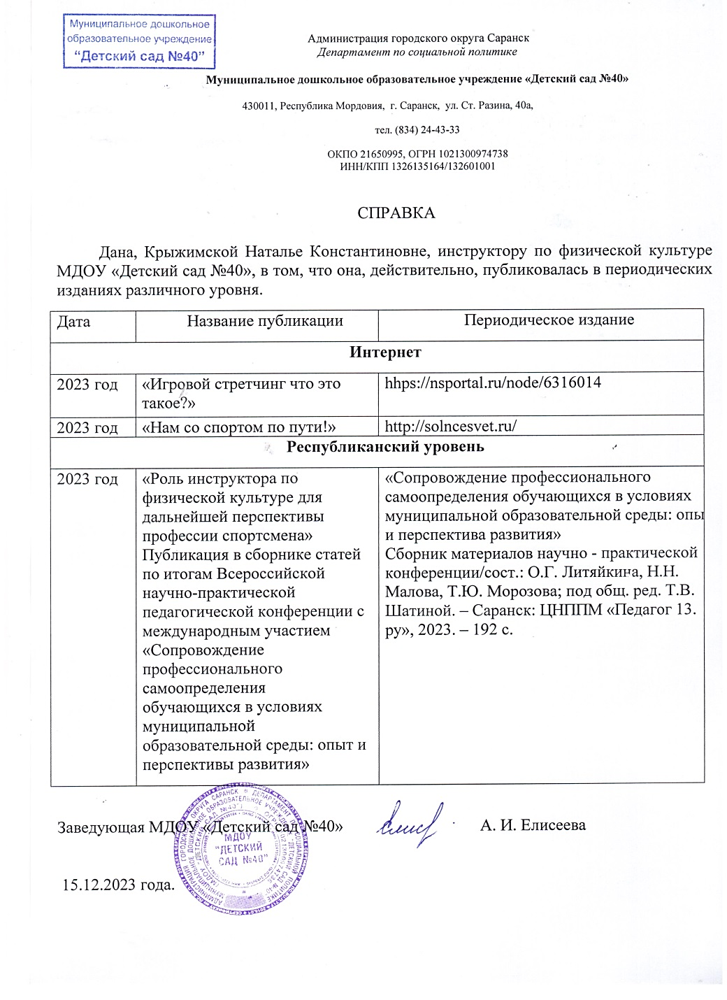 Муниципальное дошкольное
образовательное учреждение
“Детский сад №40”
Администрация городского округа Саранск
Департамент по социальной политике
Муниципальное дошкольное образовательное учреждение «Детский сад №40»
430011, Республика Мордовия, г. Саранск, ул. Ст. Разина, 40а,
тел. (834) 24-43-33
ОКПО 21650995, ОГРН 1021300974738
ИНН/КПП 1326135164/132601001
СПРАВКА
Дана, Крыжимской Наталье Константиновне, инструктору по физической культуре
МДОУ «Детский сад №40», в том, что она, действительно, публиковалась в периодических
изданиях различного уровня.
Дата Название публикации Периодическое издание
Интернет
2023 год «Игровой стретчинг что это hhps://nsportal.ru/node/6316014
такое?»
2023 год «Нам со спортом по пути!» http://solncesvet.ru/
Республиканский уровень
2023 год
«Роль инструктора по
физической культуре для
дальнейшей перспективы
профессии спортсмена»
Публикация в сборнике статей
по итогам Всероссийской
научно-практической
педагогической конференции с
международным участием
«Сопровождение
профессионального
самоопределения
обучающихся в условиях
муниципальной
образовательной среды: опыт и
перспективы развития»
«Сопровождение профессионального
самоопределения обучающихся в условиях
муниципальной образовательной среды: опы
и перспектива развития»
Сборник материалов научно - практической
конференции/сост.: О.Г. Литяйкина, Н.Н.
Малова, Т.Ю. Морозова; под общ. ред. Т.В.
Шатиной. – Саранск: ЦНППМ «Педагог 13.
ру», 2023. – 192 с.
Заведующая МДОУ «Детский сад №40» А. И. Елисеева
МДОУ
“ДЕТСКИЙ
САД №40”
15.12.2023 года.